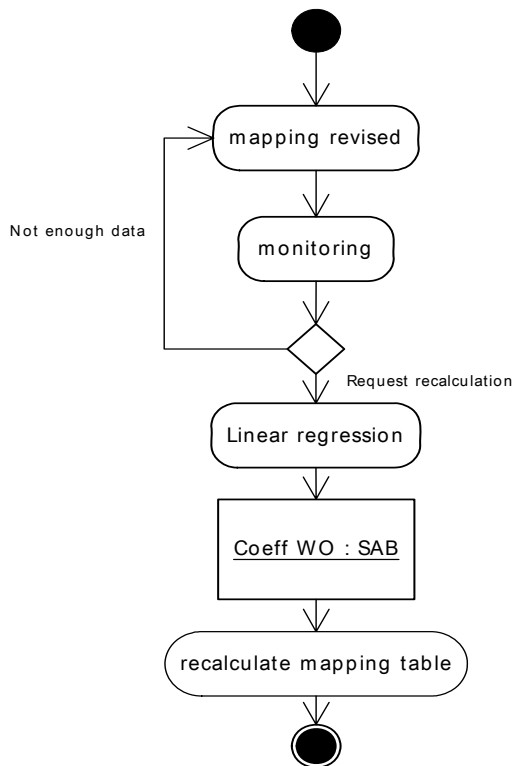 mapping revised
Not enough data
monitoring
Request recalculation
Linear regression
Coeff WO : SAB
recalculate mapping table